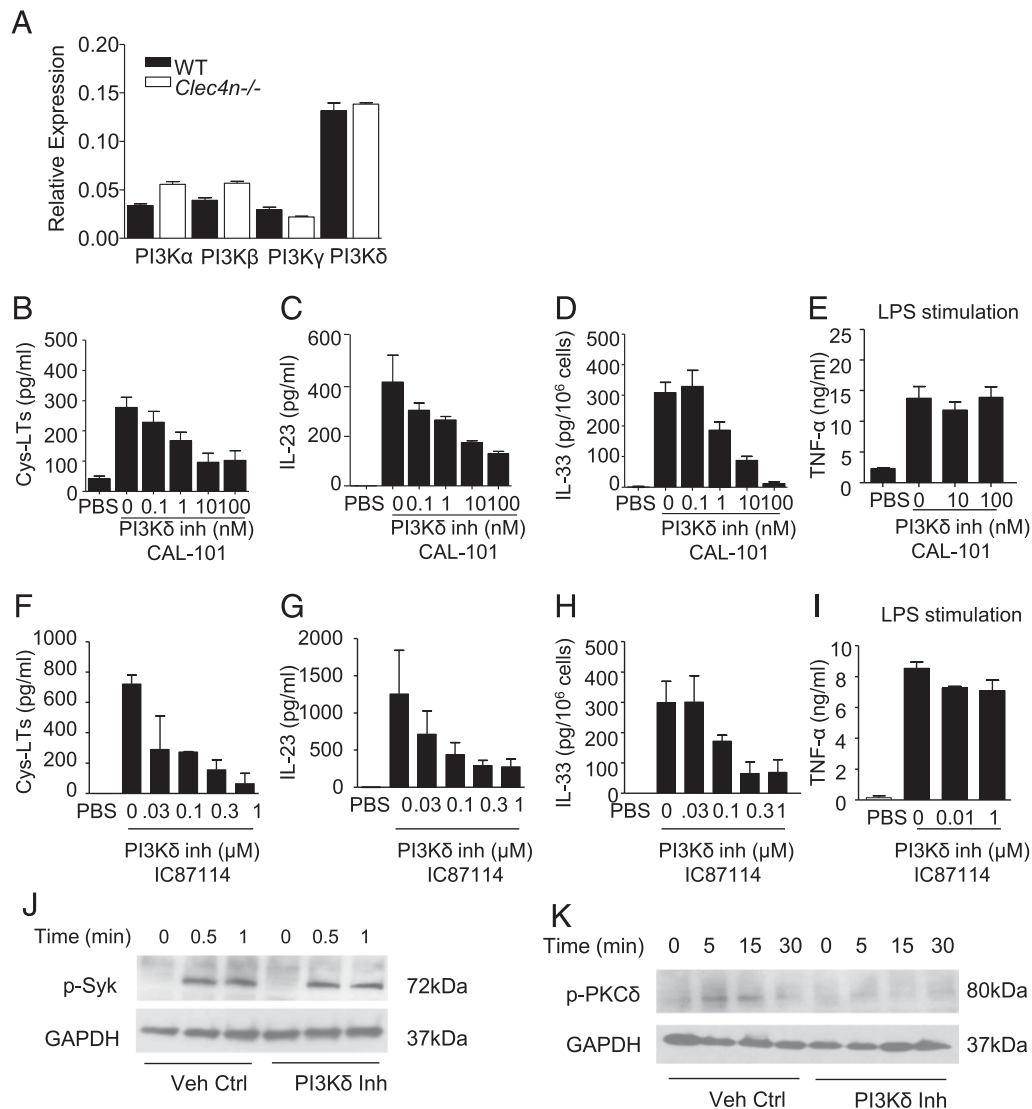 A
0.20
0.15
0.10
0.05
0.00
Relative Expression
WT
Clec4n-/-
PI3Kα PI3Kβ PI3Kγ PI3Kδ
B
500
400
300
200
100
0
Cys-LTs (pg/ml)
PBS 0 0.1 1 10 100
PI3Kδ inh (nM)
CAL-101
C
600
400
200
0
IL-23 (pg/ml)
PBS 0 0.1 1 10 100
PI3Kδ inh (nM)
CAL-101
D
500
400
300
200
100
0
IL-33 (pg/10⁶ cells)
PBS 0 0.1 1 10 100
PI3Kδ inh (nM)
CAL-101
E
LPS stimulation
25
20
15
10
5
0
TNF-α (ng/ml)
PBS 0 10 100
PI3Kδ inh (nM)
CAL-101
F
1000
800
600
400
200
0
Cys-LTs (pg/ml)
PBS 0 0.03 0.1 0.3 1
PI3Kδ inh (μM)
IC87114
G
2000
1500
1000
500
0
IL-23 (pg/ml)
PBS 0 0.03 0.1 0.3 1
PI3Kδ inh (μM)
IC87114
H
500
400
300
200
100
0
IL-33 (pg/10⁶ cells)
PBS 0 .03 0.1 0.3 1
PI3Kδ inh (μM)
IC87114
I
LPS stimulation
10
8
6
4
2
0
TNF-α (ng/ml)
PBS 0 0.01 1
PI3Kδ inh (μM)
IC87114
J
Time (min) 0 0.5 1 0 0.5 1
p-Syk 72kDa
GAPDH 37kDa
Veh Ctrl PI3Kδ Inh
K
Time (min) 0 5 15 30 0 5 15 30
p-PKCδ 80kDa
GAPDH 37kDa
Veh Ctrl PI3Kδ Inh